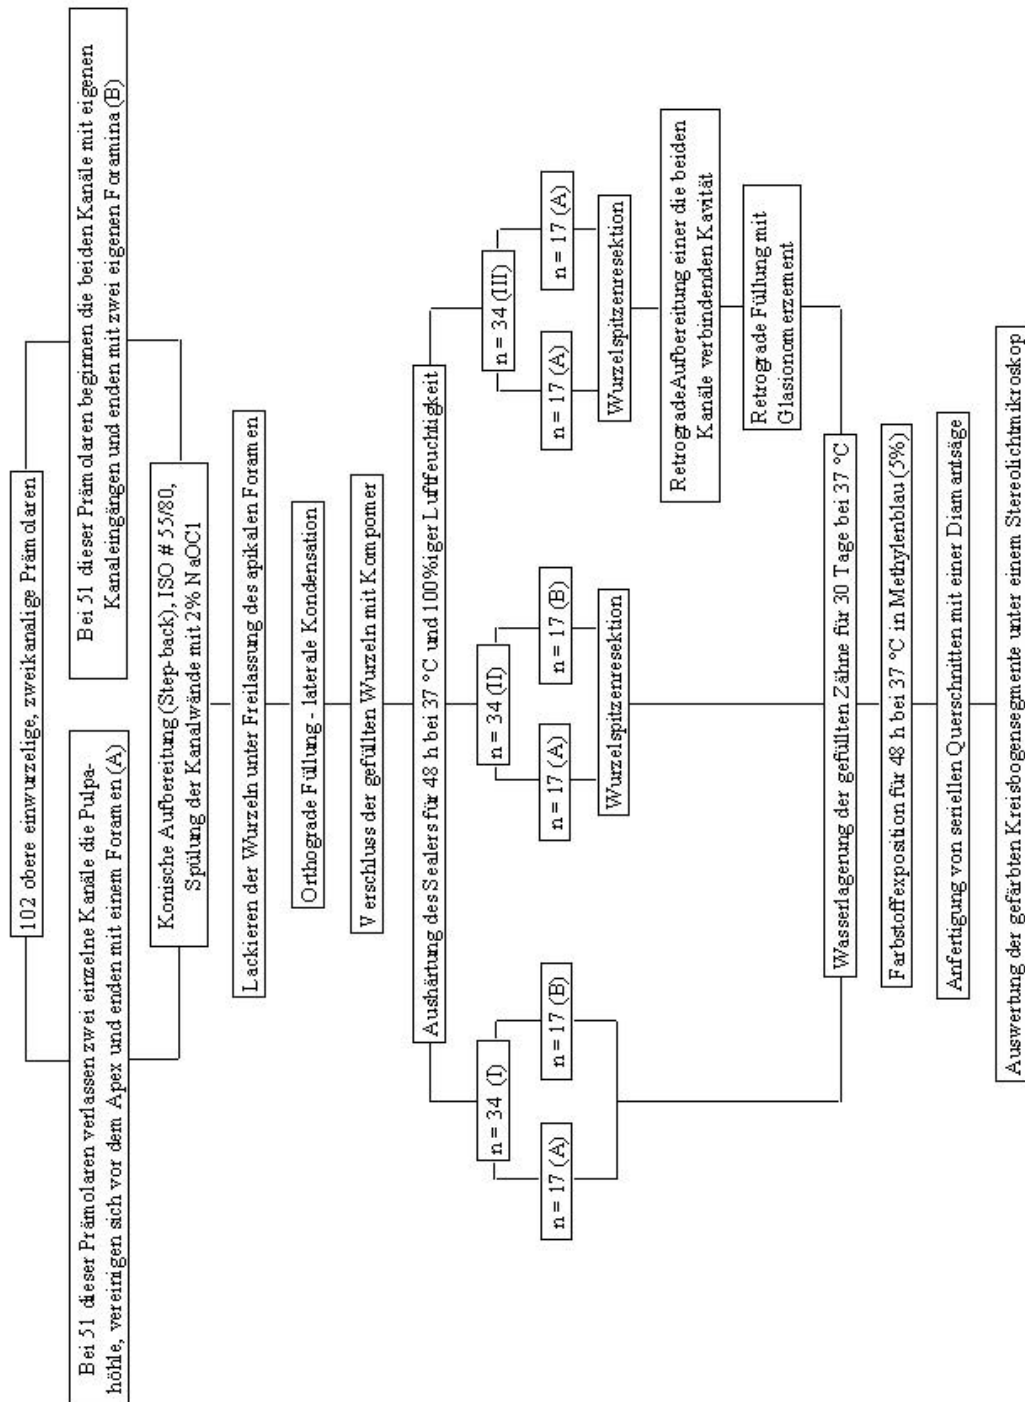 102 obere einwurzelige, zweikanalige Prämolaren
Bei 51 dieser Prämolaren verlassen zwei einzelne Kanäle die Pulpa-
höhle, vereinigen sich vor dem Apex und enden mit einem Foramen (A)
Bei 51 dieser Prämolaren beginnen die beiden Kanäle mit eigenen
Kanaleingängen und enden mit zwei eigenen Foramina (B)
Konische Aufbereitung (Step-back), ISO # 55/80,
Spülung der Kanalwände mit 2% NaOCl
Lackieren der Wurzeln unter Freilassung des apikalen Foramen
Orthograde Füllung - laterale Kondensation
Verschluss der gefüllten Wurzeln mit Kompomer
Aushärtung des Sealers für 48 h bei 37 °C und 100%iger Luftfeuchtigkeit
n = 34 (I)
n = 34 (II)
n = 34 (III)
n = 17 (A)
n = 17 (B)
n = 17 (A)
n = 17 (B)
n = 17 (A)
n = 17 (A)
Wurzelspitzenresektion
Wurzelspitzenresektion
Retrograde Aufbereitung einer die beiden
Kanäle verbindenden Kavität
Retrograde Füllung mit
Glasionomerzement
Wasserlagerung der gefüllten Zähne für 30 Tage bei 37 °C
Farbstoffexposition für 48 h bei 37 °C in Methylenblau (5%)
Anfertigung von seriellen Querschnitten mit einer Diamantsäge
Auswertung der gefärbten Kreisbogensegmente unter einem Stereolichtmikroskop